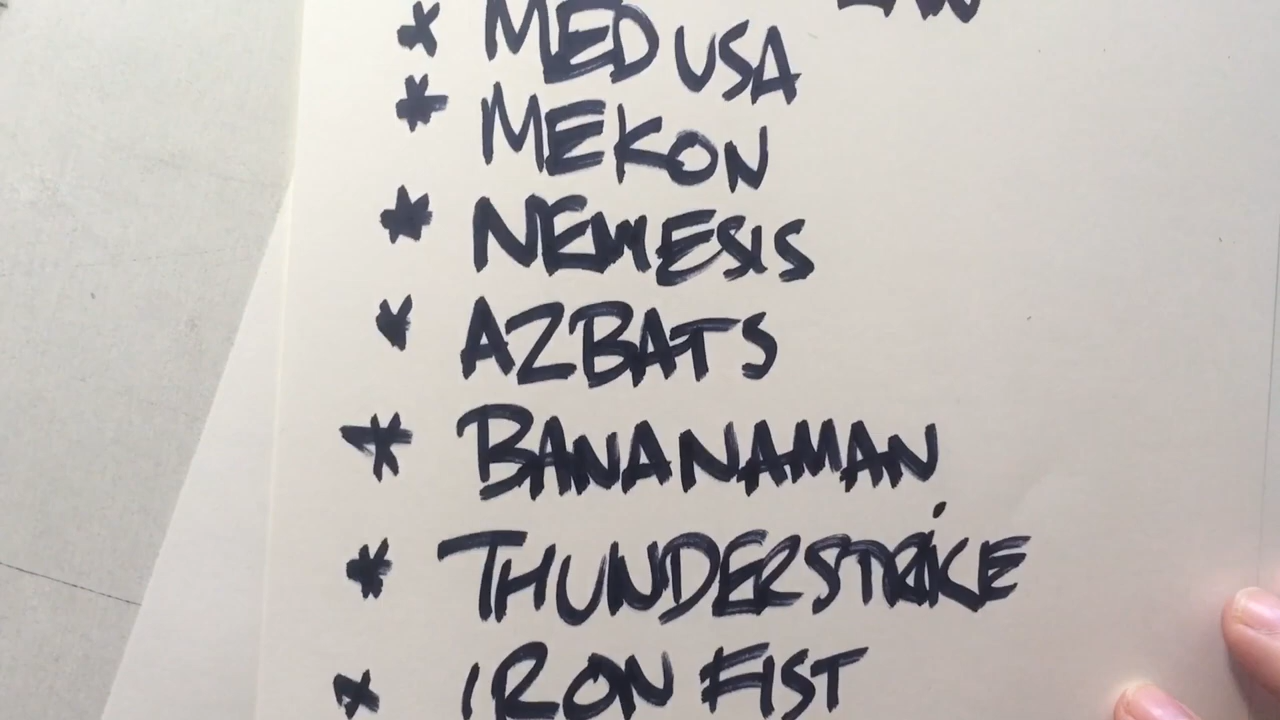 * MEDUSA
* MEKON
* NEMESIS
* AZBATS
* BANANAMAN
* THUNDERSTRIKE
* IRON FIST